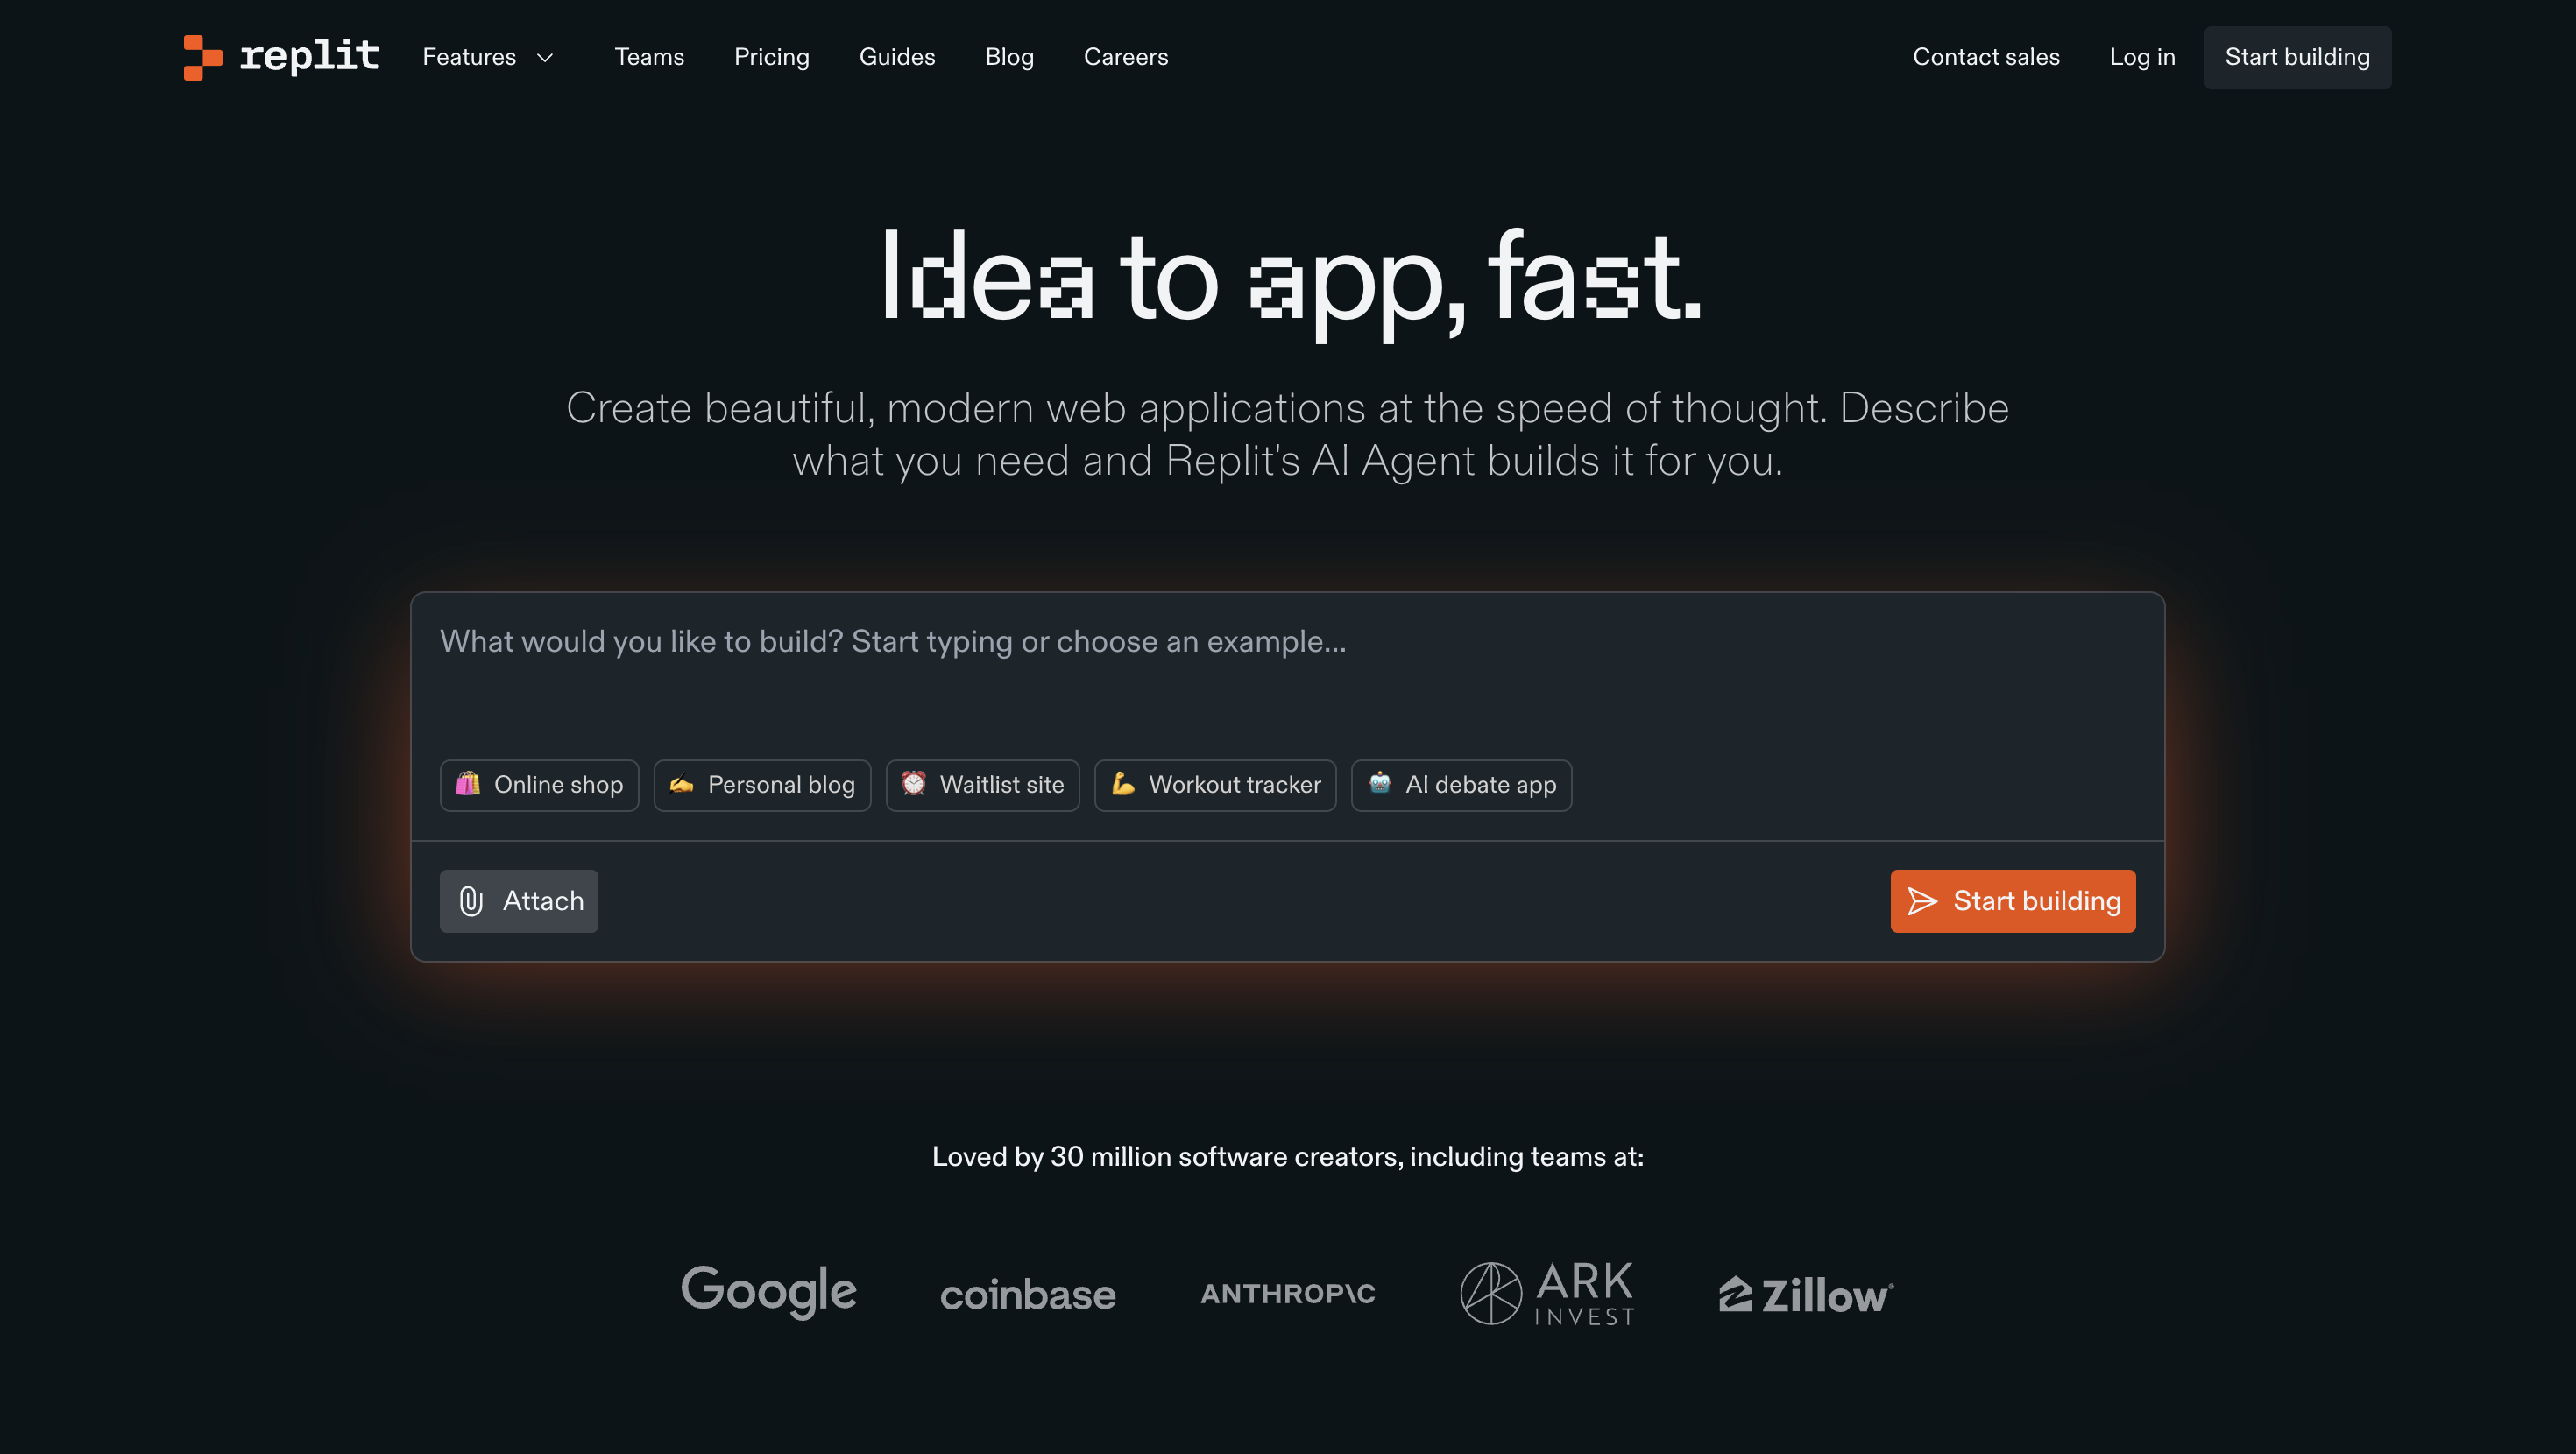 replit
Features
Teams
Pricing
Guides
Blog
Careers
Contact sales
Log in
Start building
Idea to app, fast.
Create beautiful, modern web applications at the speed of thought. Describe
what you need and Replit's AI Agent builds it for you.
What would you like to build? Start typing or choose an example...
Online shop
Personal blog
Waitlist site
Workout tracker
AI debate app
Attach
Start building
Loved by 30 million software creators, including teams at:
Google
coinbase
ANTHROP\C
ARK
INVEST
Zillow®